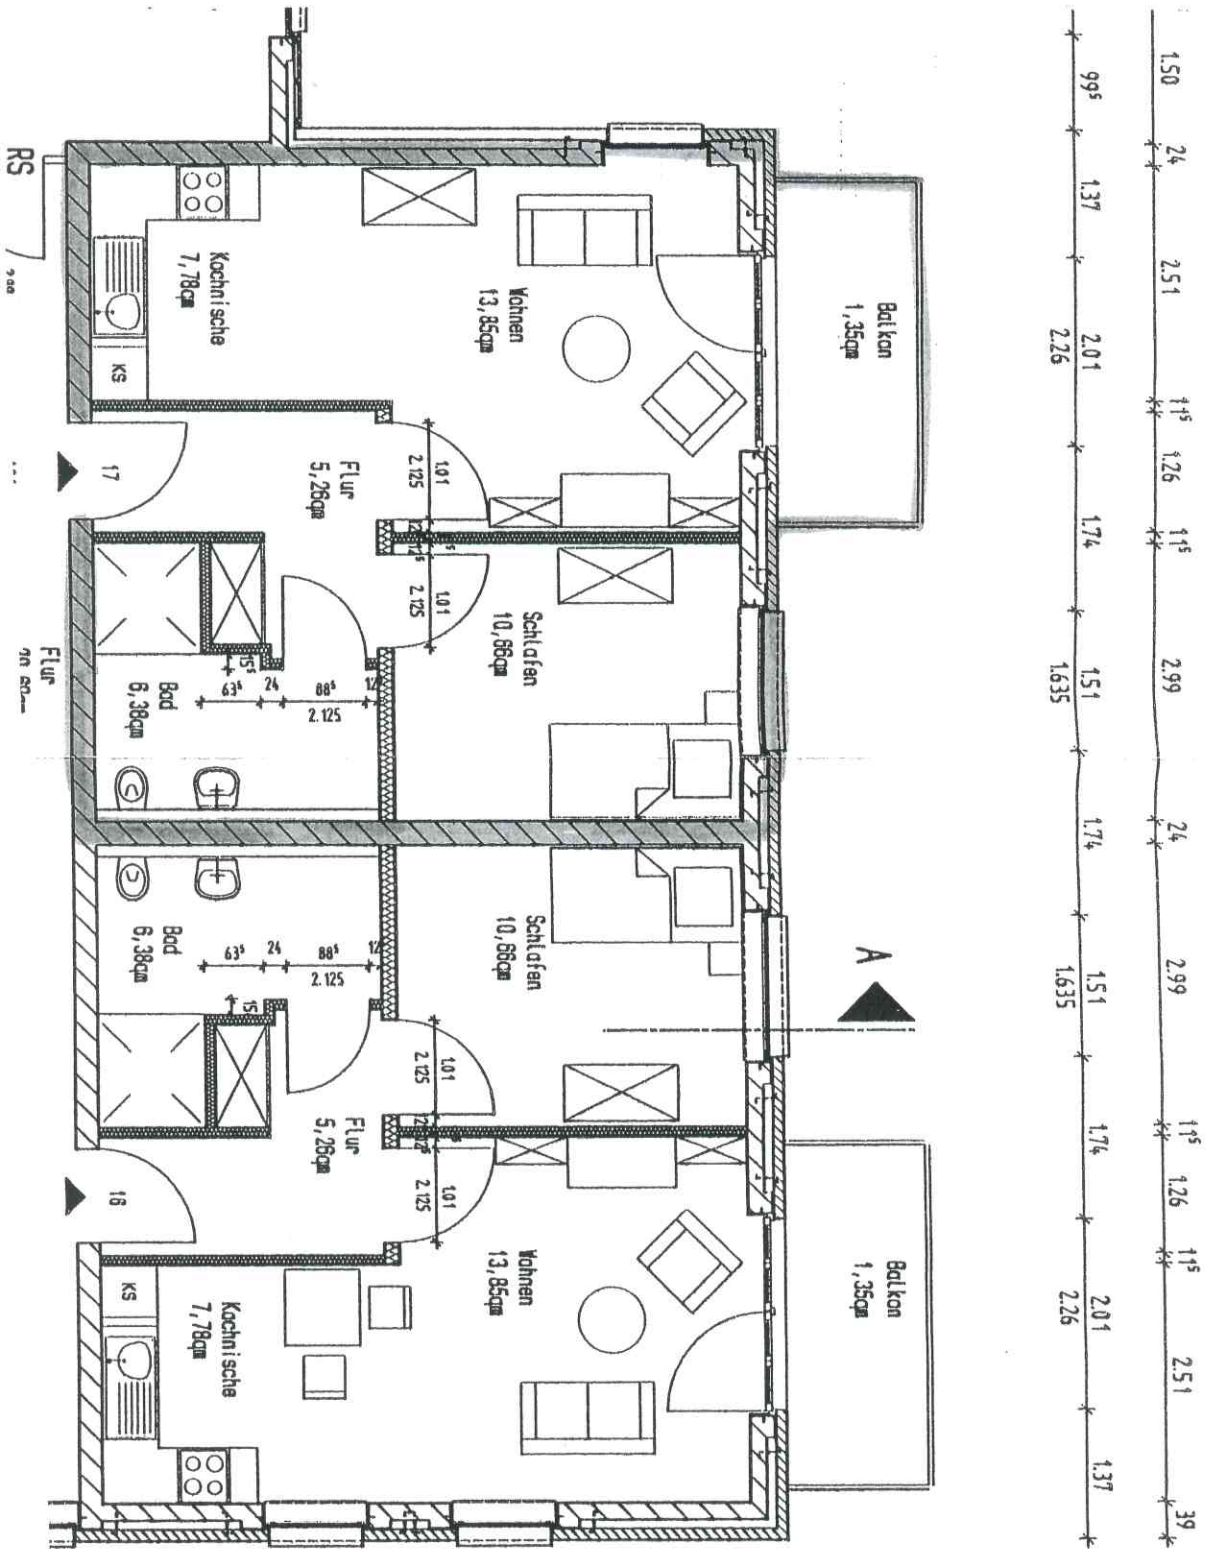 1.50
24
2.51
11⁵
1.26
11⁵
2.99
24
2.99
11⁵
1.26
11⁵
2.51
39
99⁵
1.37
2.01
2.26
1.74
1.51
1.635
1.74
1.51
1.635
1.74
2.01
2.26
1.37
Balkon
1,35qm
A
Balkon
1,35qm
Wohnen
13,85qm
Schlafen
10,66qm
Schlafen
10,66qm
Wohnen
13,85qm
1.01
2.125
1.01
2.125
1.01
2.125
1.01
2.125
Flur
5,26qm
Flur
5,26qm
12
88⁵
2.125
24
63⁵
15⁵
12
88⁵
2.125
24
63⁵
15
Kochnische
7,78qm
KS
17
Bad
6,38qm
Bad
6,38qm
16
KS
Kochnische
7,78qm
RS
Flur